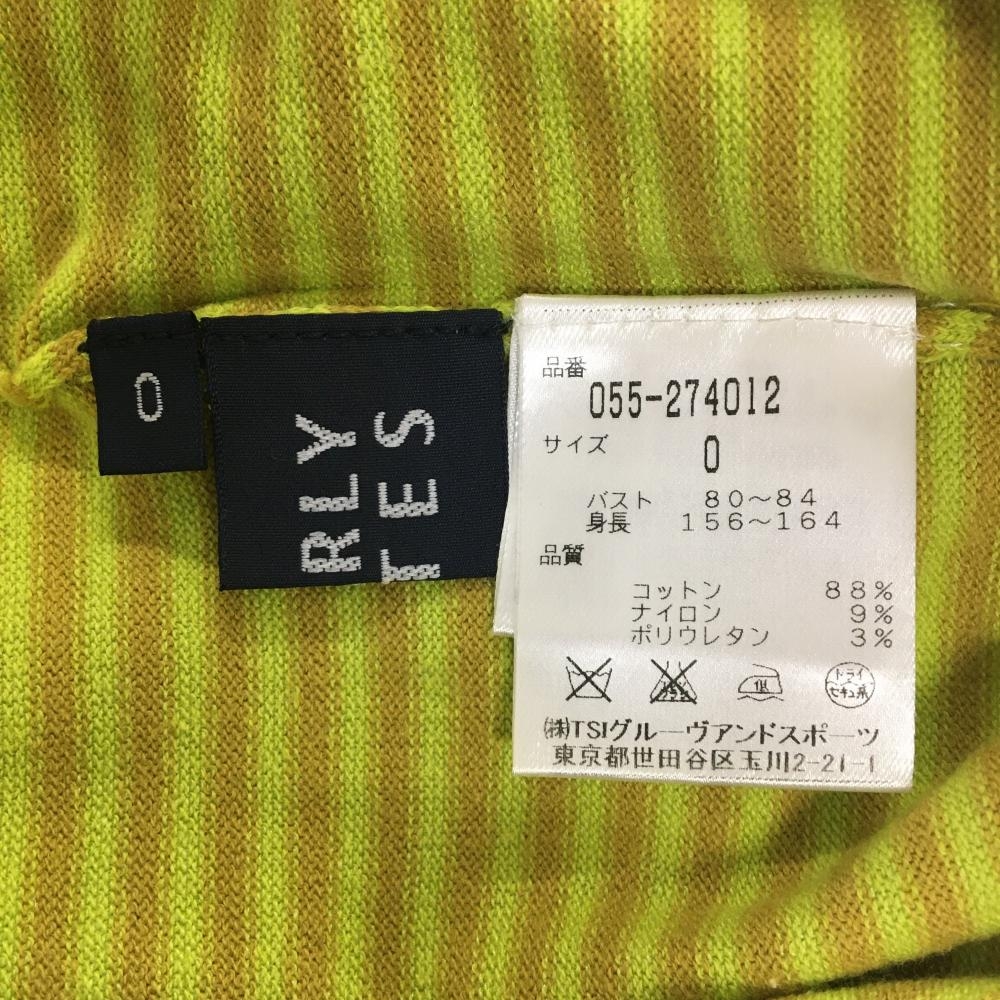 0
RLY
TES
品番
055-274012
サイズ
0
バスト 80~84
身長 156~164
品質
コットン 88%
ナイロン 9%
ポリウレタン 3%
低
ドライ
セキユ系
㈱TSIグルーヴアンドスポーツ
東京都世田谷区玉川2-21-1